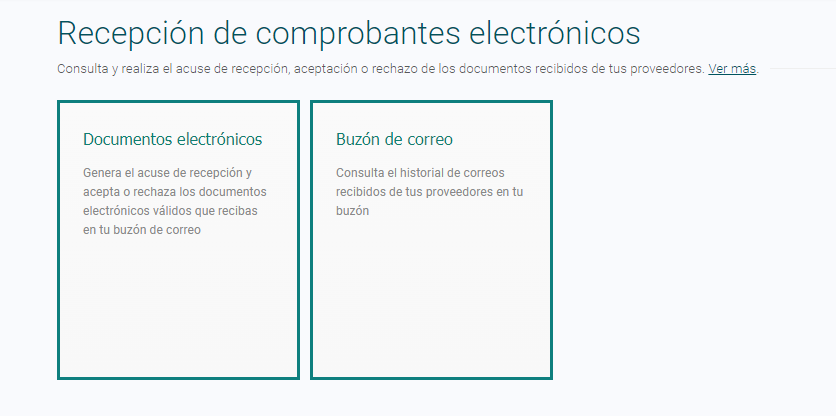 Recepción de comprobantes electrónicos
Consulta y realiza el acuse de recepción, aceptación o rechazo de los documentos recibidos de tus proveedores. Ver más.
Documentos electrónicos
Genera el acuse de recepción y
acepta o rechaza los documentos
electrónicos válidos que recibas
en tu buzón de correo
Buzón de correo
Consulta el historial de correos
recibidos de tus proveedores en tu
buzón